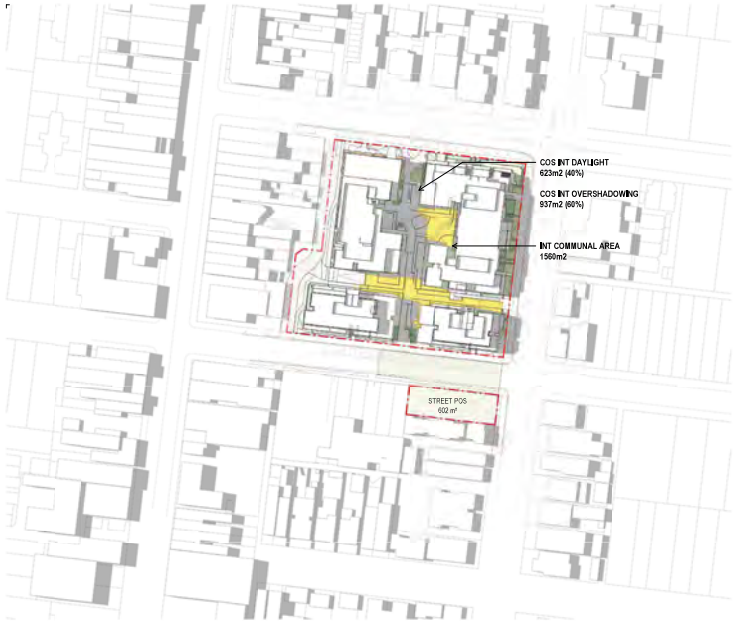 COS INT DAYLIGHT
623m2 (40%)
COS INT OVERSHADOWING
937m2 (60%)
INT COMMUNAL AREA
1560m2
STREET POS
602 m²